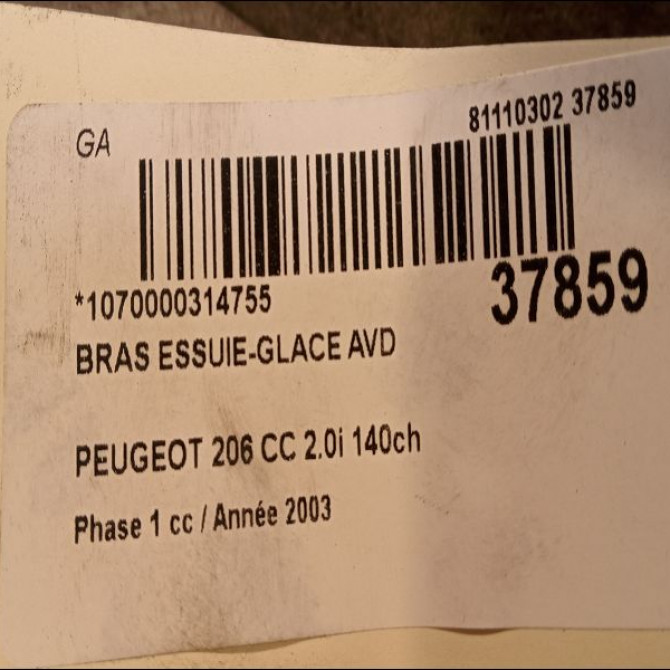 GA 81110302 37859
*1070000314755 37859
BRAS ESSUIE-GLACE AVD
PEUGEOT 206 CC 2.0i 140ch
Phase 1 cc / Année 2003